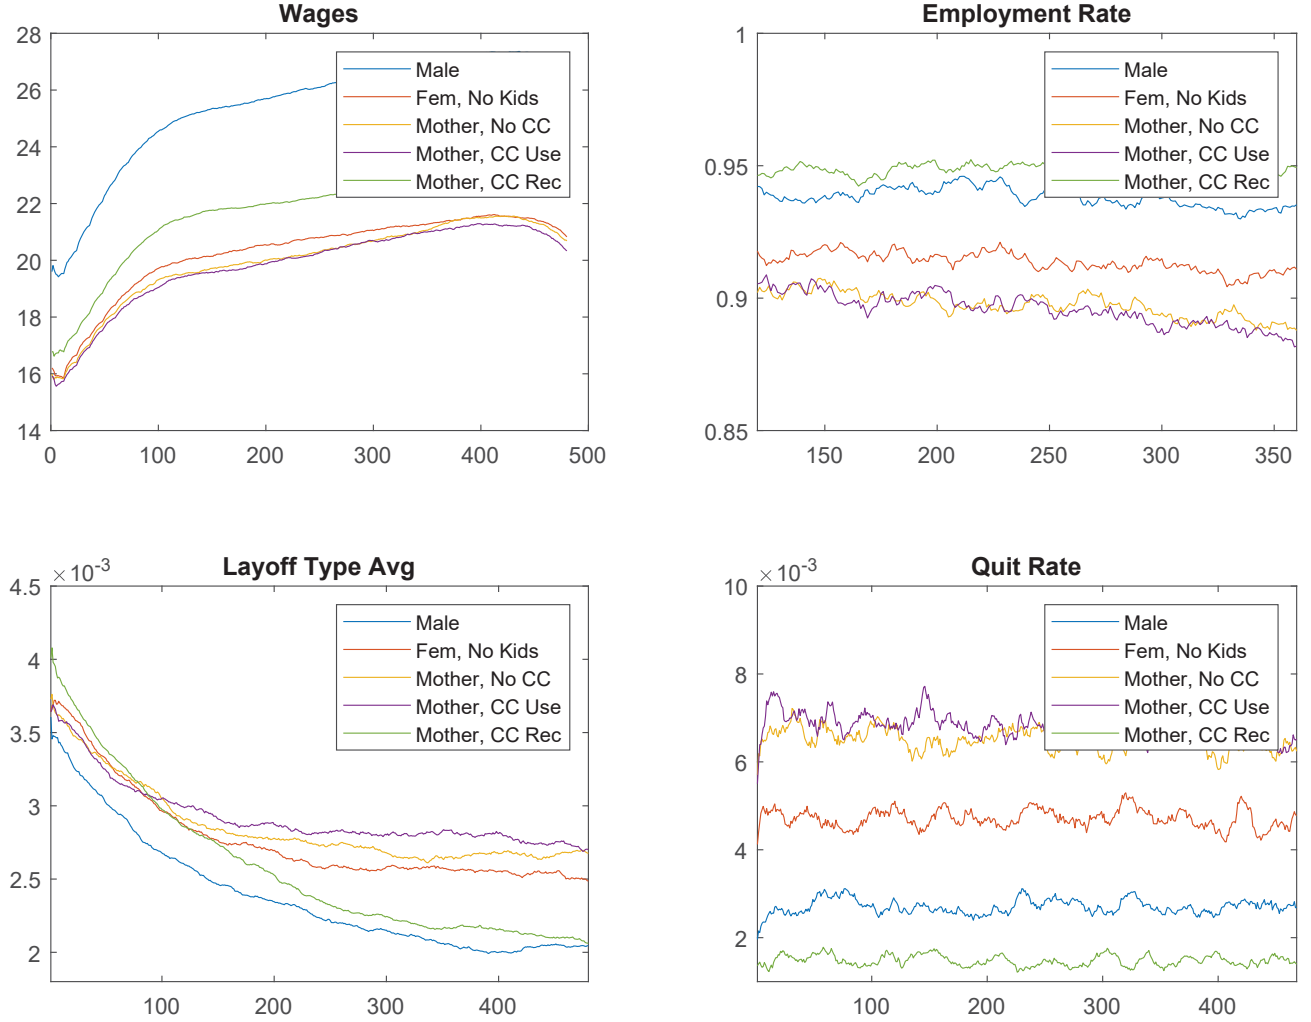 Wages
28
26
24
22
20
18
16
14
0
100
200
300
400
500
Male
Fem, No Kids
Mother, No CC
Mother, CC Use
Mother, CC Rec
Employment Rate
1
0.95
0.9
0.85
150
200
250
300
350
Male
Fem, No Kids
Mother, No CC
Mother, CC Use
Mother, CC Rec
Layoff Type Avg
× 10⁻³
4.5
4
3.5
3
2.5
2
100
200
300
400
Male
Fem, No Kids
Mother, No CC
Mother, CC Use
Mother, CC Rec
Quit Rate
× 10⁻³
10
8
6
4
2
100
200
300
400
Male
Fem, No Kids
Mother, No CC
Mother, CC Use
Mother, CC Rec